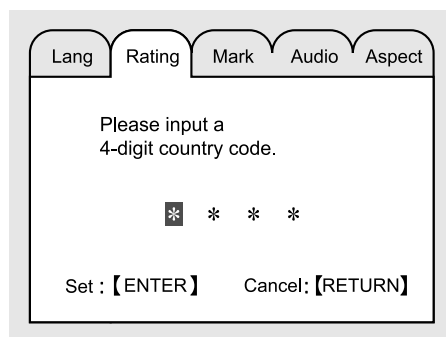 Lang Rating Mark Audio Aspect
Please input a
4-digit country code.
* * * *
Set :【ENTER】 Cancel:【RETURN】